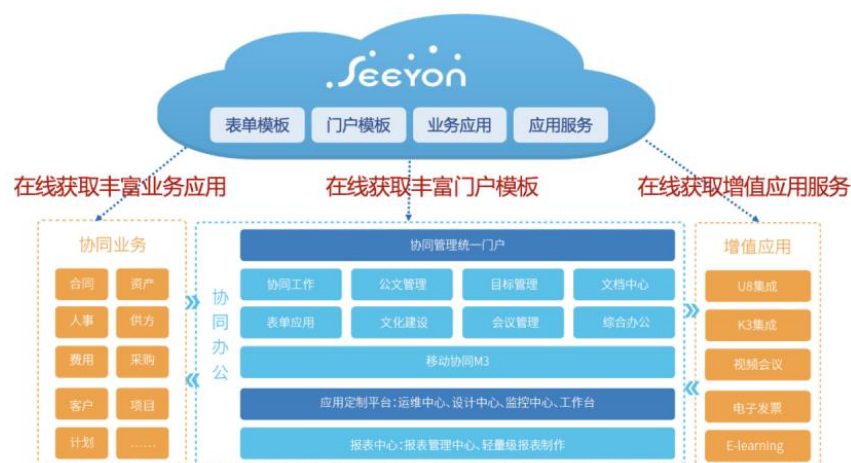 Seeyon
表单模板 门户模板 业务应用 应用服务
在线获取丰富业务应用 在线获取丰富门户模板 在线获取增值应用服务
协同业务
合同 资产
人事 供方
费用 采购
客户 项目
计划 ……
协同办公
协同管理统一门户
协同工作 公文管理 目标管理 文档中心
表单应用 文化建设 会议管理 综合办公
移动协同M3
应用定制平台：运维中心、设计中心、监控中心、工作台
报表中心：报表管理中心、轻量级报表制作
增值应用
U8集成
K3集成
视频会议
电子发票
E-learning